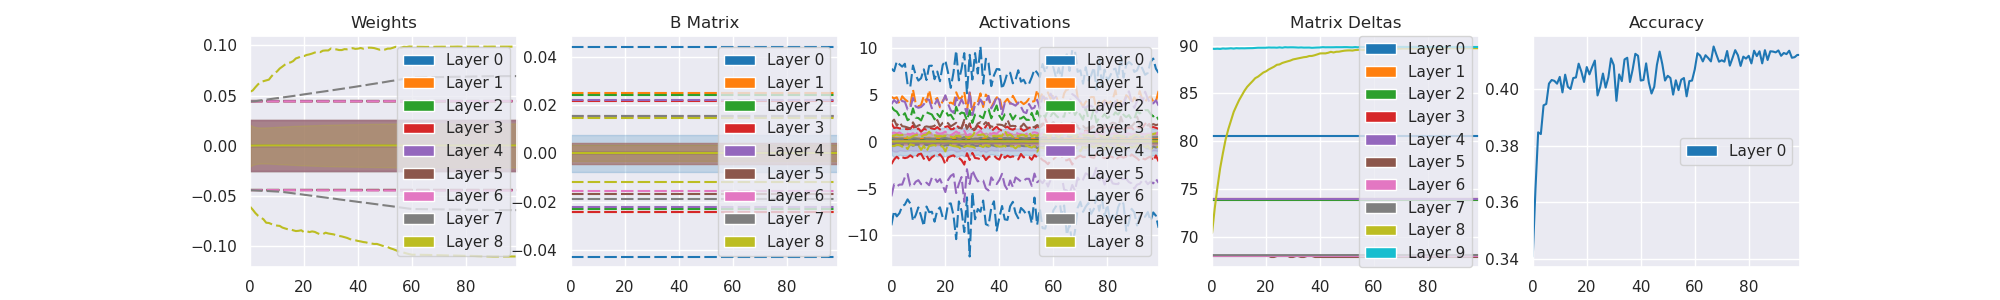 Weights
0.10
0.05
0.00
−0.05
−0.10
0
20
40
60
80
Layer 0
Layer 1
Layer 2
Layer 3
Layer 4
Layer 5
Layer 6
Layer 7
Layer 8
B Matrix
0.04
0.02
0.00
−0.02
−0.04
0
20
40
60
80
Layer 0
Layer 1
Layer 2
Layer 3
Layer 4
Layer 5
Layer 6
Layer 7
Layer 8
Activations
10
5
0
−5
−10
0
20
40
60
80
Layer 0
Layer 1
Layer 2
Layer 3
Layer 4
Layer 5
Layer 6
Layer 7
Layer 8
Matrix Deltas
90
85
80
75
70
0
20
40
60
80
Layer 0
Layer 1
Layer 2
Layer 3
Layer 4
Layer 5
Layer 6
Layer 7
Layer 8
Layer 9
Accuracy
0.40
0.38
0.36
0.34
0
20
40
60
80
Layer 0